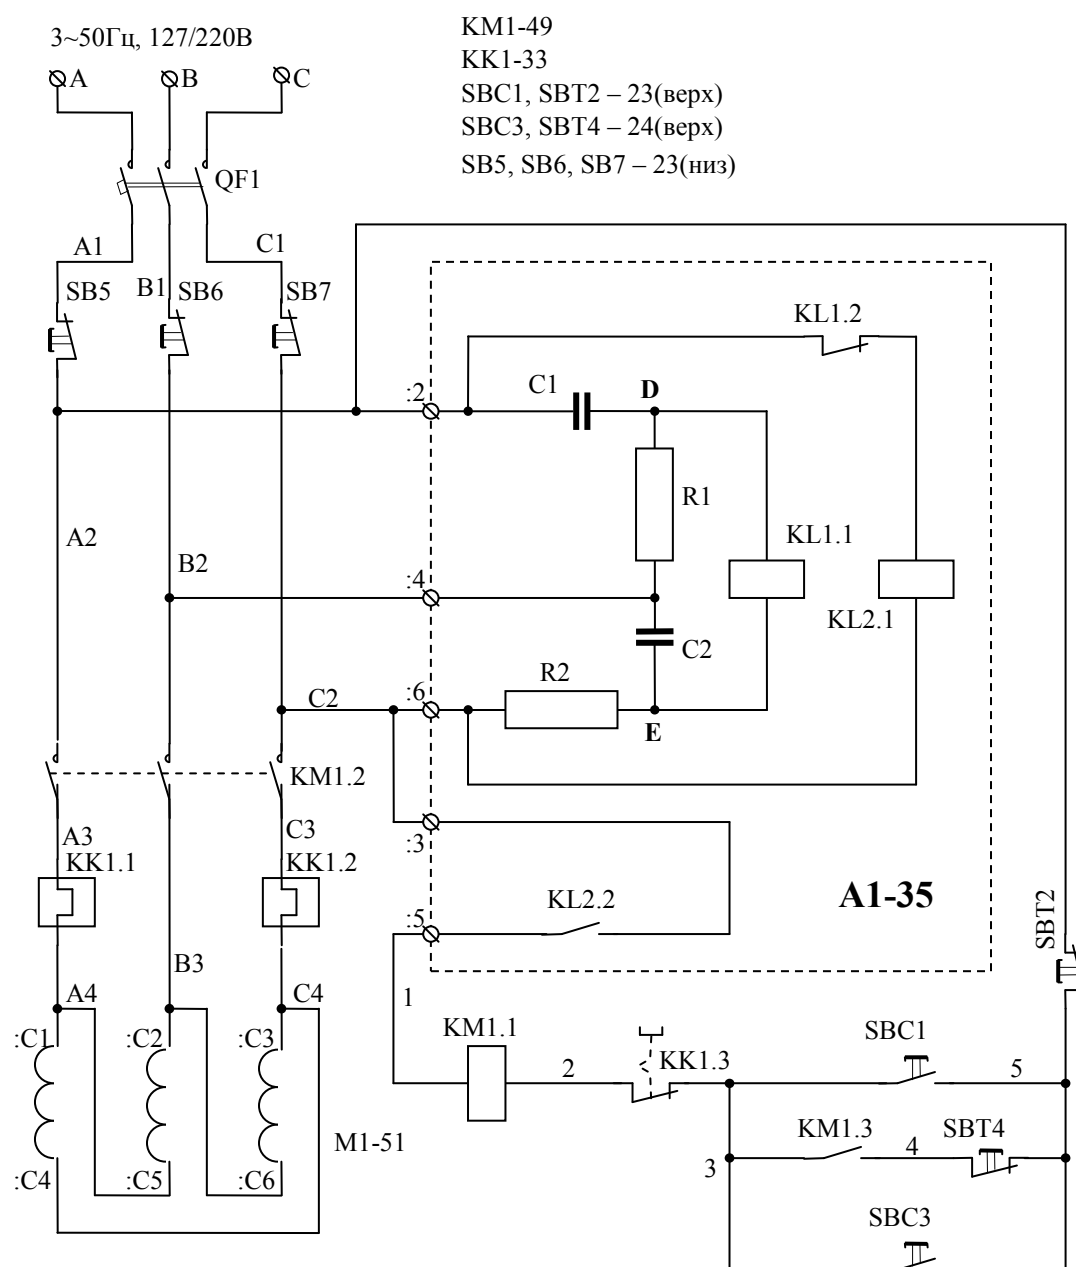 3~50Гц, 127/220В
KM1-49
KK1-33
SBC1, SBT2 – 23(верх)
SBC3, SBT4 – 24(верх)
SB5, SB6, SB7 – 23(низ)
A
B
C
QF1
A1
C1
B1
SB5
SB6
SB7
KL1.2
:2
C1
D
R1
A2
B2
:4
KL1.1
KL2.1
C2
R2
:6
C2
E
KM1.2
A3
C3
:3
KK1.1
KK1.2
A1-35
:5
KL2.2
SBT2
B3
A4
C4
1
KM1.1
2
KK1.3
SBC1
5
:C1
:C2
:C3
M1-51
KM1.3
4
SBT4
3
:C4
:C5
:C6
SBC3